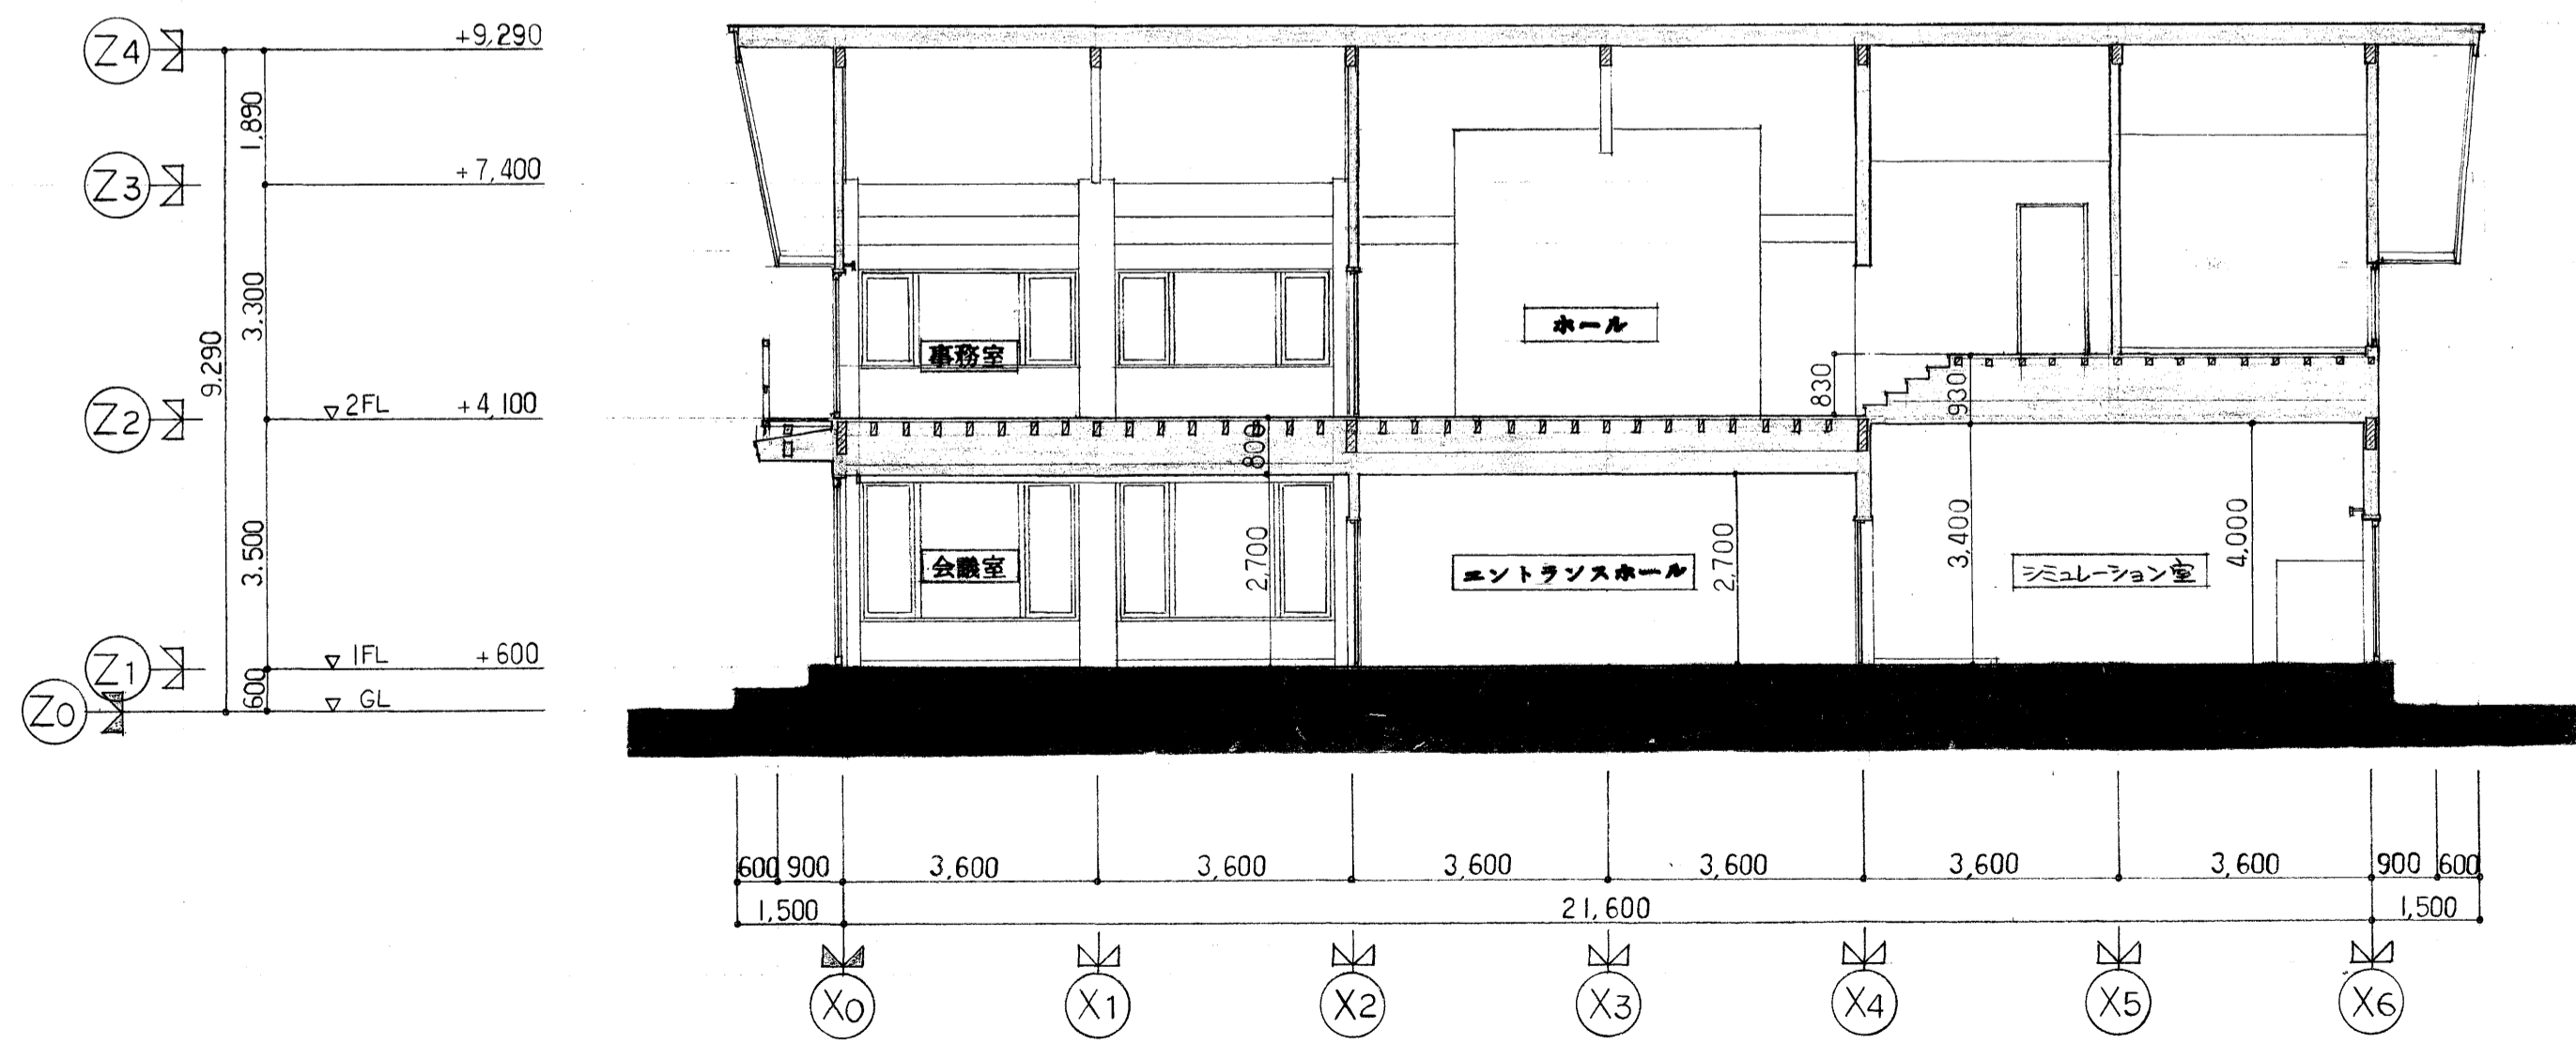 Z4
+9,290
1,890
Z3
+7,400
3,300
9,290
Z2
▽ 2FL +4,100
3,500
Z1
▽ 1FL +600
600
Z0
▽ GL
事務室
ホール
830
930
800
会議室
2,700
エントランスホール
2,700
3,400
シミュレーション室
4,000
600 900 3,600 3,600 3,600 3,600 3,600 3,600 900 600
1,500 21,600 1,500
X0 X1 X2 X3 X4 X5 X6